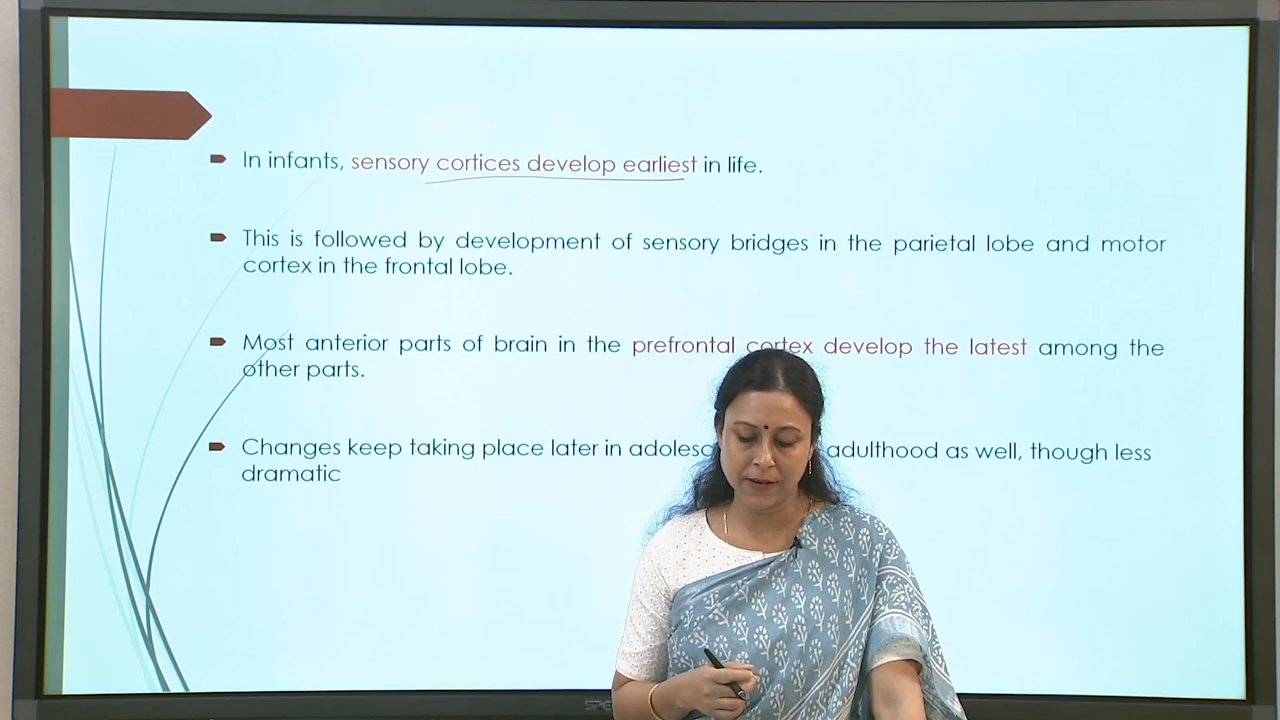 In infants, sensory cortices develop earliest in life.
This is followed by development of sensory bridges in the parietal lobe and motor
cortex in the frontal lobe.
Most anterior parts of brain in the prefrontal cortex develop the latest among the
other parts.
Changes keep taking place later in adulthood as well, though less
dramatic